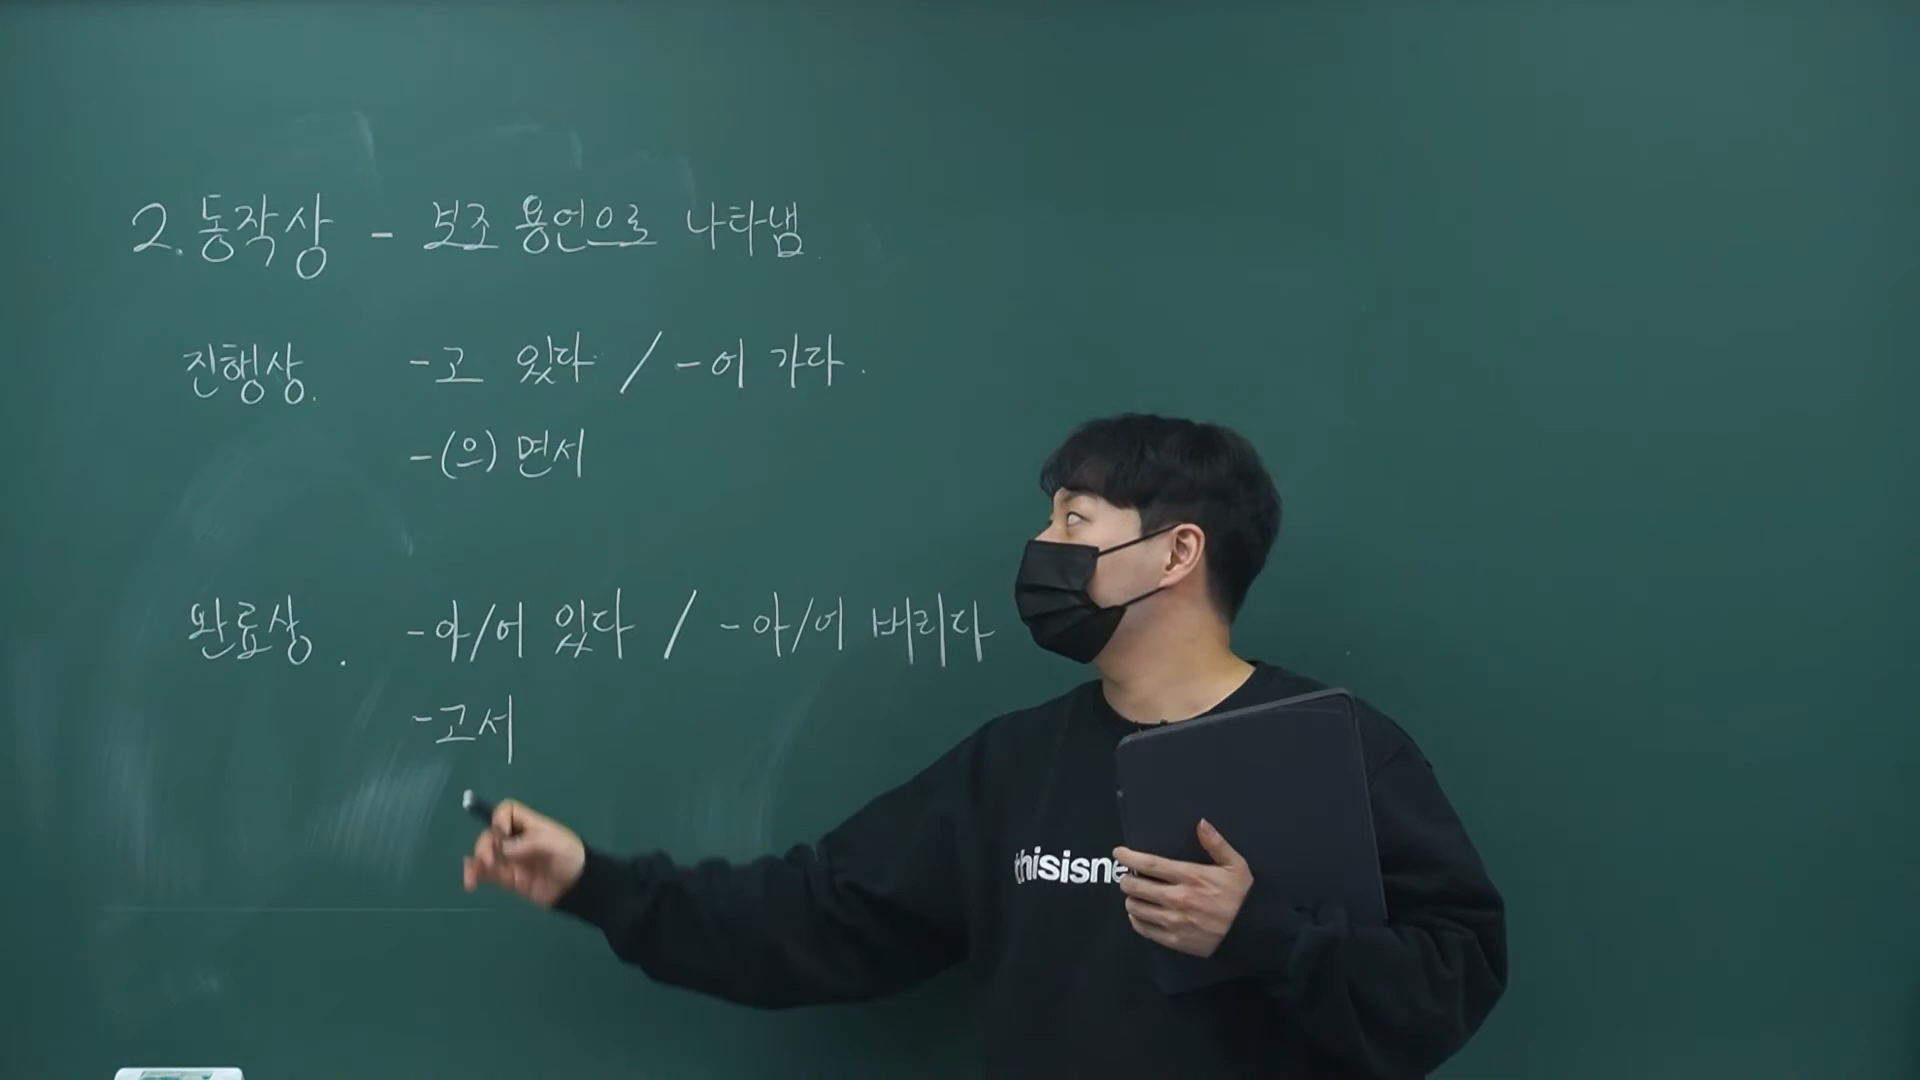 2. 동작상 - 보조 용언으로 나타냄.
진행상. -고 있다 / -어 가다.
-(으)면서
완료상. -아/어 있다 / -아/어 버리다
-고서
thisisne